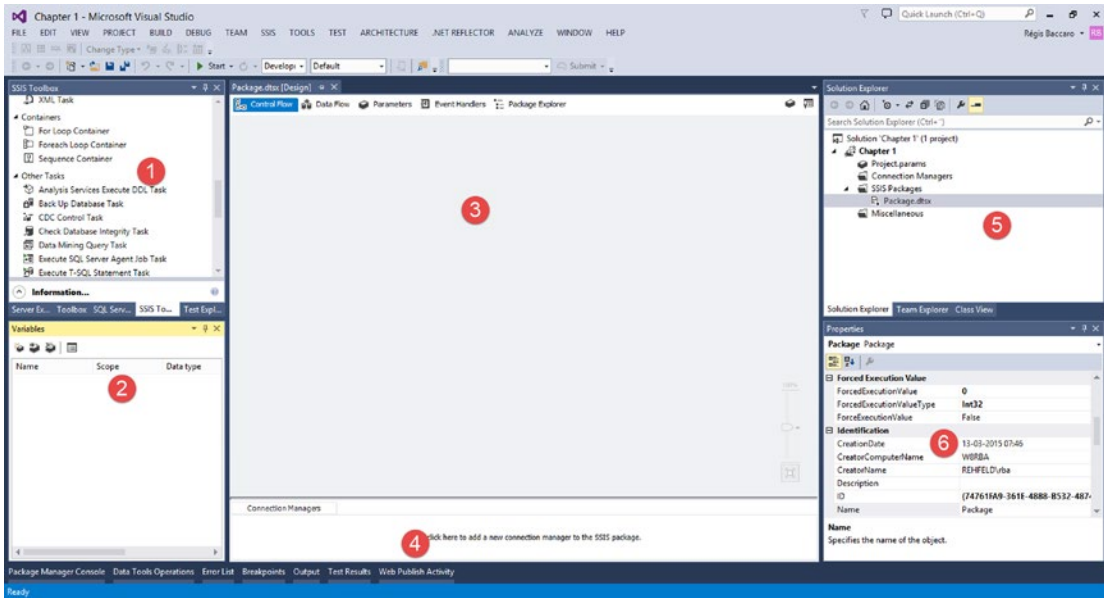 Chapter 1 - Microsoft Visual Studio
Quick Launch (Ctrl+Q)
FILE EDIT VIEW PROJECT BUILD DEBUG TEAM SSIS TOOLS TEST ARCHITECTURE .NET REFLECTOR ANALYZE WINDOW HELP
Régis Baccaro
RB
Change Type
Start
Develop
Default
Submit
SSIS Toolbox
XML Task
Containers
For Loop Container
Foreach Loop Container
Sequence Container
1
Other Tasks
Analysis Services Execute DDL Task
Back Up Database Task
CDC Control Task
Check Database Integrity Task
Data Mining Query Task
Execute SQL Server Agent Job Task
Execute T-SQL Statement Task
Information...
Server Ex... Toolbox SQL Serv... SSIS To... Test Expl...
Variables
Name Scope Data type
2
Package.dtsx [Design]
Control Flow Data Flow Parameters Event Handlers Package Explorer
3
100%
Connection Managers
4
click here to add a new connection manager to the SSIS package.
Solution Explorer
Search Solution Explorer (Ctrl+')
Solution 'Chapter 1' (1 project)
Chapter 1
Project.params
Connection Managers
SSIS Packages
Package.dtsx
Miscellaneous
5
Solution Explorer Team Explorer Class View
Properties
Package Package
Forced Execution Value
ForcedExecutionValue 0
ForcedExecutionValueType Int32
ForceExecutionValue False
Identification
CreationDate 13-03-2015 07:46
6
CreatorComputerName W8RBA
CreatorName REHFELD\rba
Description
ID {74761FA9-361E-4888-B532-4874
Name Package
Name
Specifies the name of the object.
Package Manager Console Data Tools Operations Error List Breakpoints Output Test Results Web Publish Activity
Ready